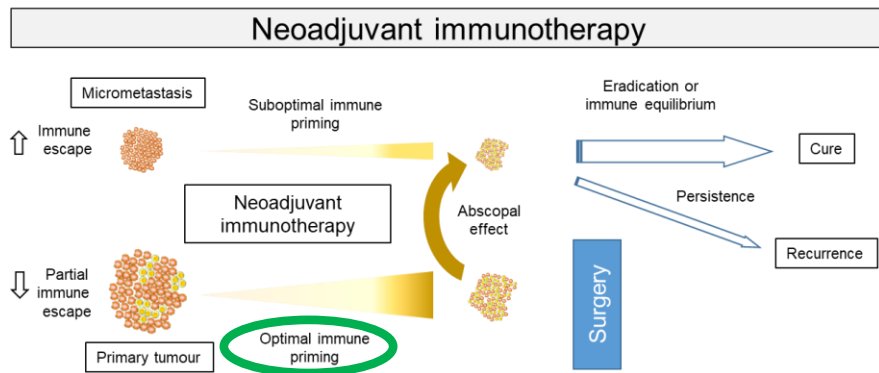 Neoadjuvant immunotherapy
Micrometastasis
Immune
escape
Suboptimal immune
priming
Eradication or
immune equilibrium
Cure
Neoadjuvant
immunotherapy
Abscopal
effect
Persistence
Recurrence
Partial
immune
escape
Surgery
Primary tumour
Optimal immune
priming